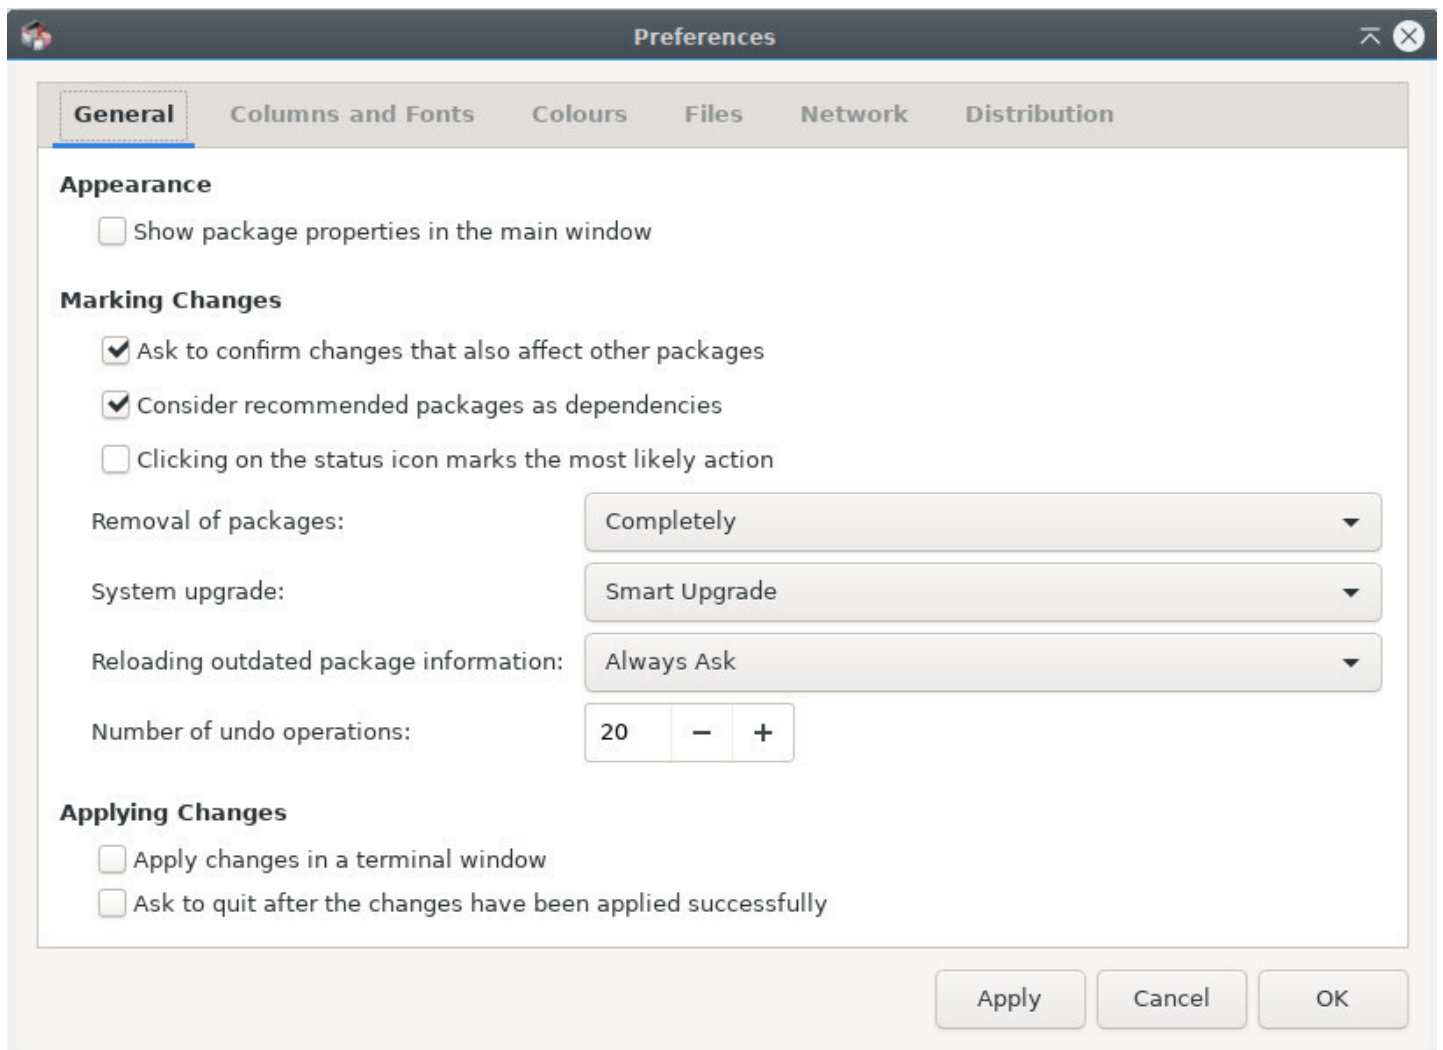 Preferences
General Columns and Fonts Colours Files Network Distribution
Appearance
Show package properties in the main window
Marking Changes
Ask to confirm changes that also affect other packages
Consider recommended packages as dependencies
Clicking on the status icon marks the most likely action
Removal of packages: Completely
System upgrade: Smart Upgrade
Reloading outdated package information: Always Ask
Number of undo operations: 20 − +
Applying Changes
Apply changes in a terminal window
Ask to quit after the changes have been applied successfully
Apply Cancel OK